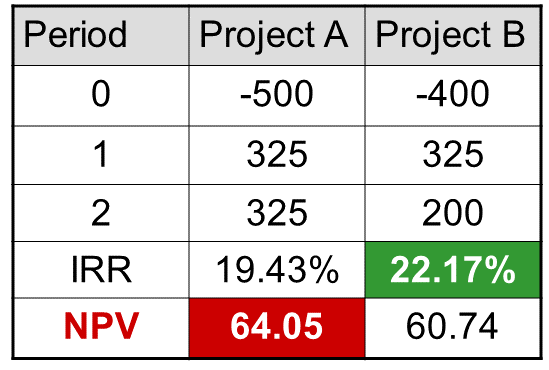 Period Project A Project B
0 -500 -400
1 325 325
2 325 200
IRR 19.43% 22.17%
NPV 64.05 60.74